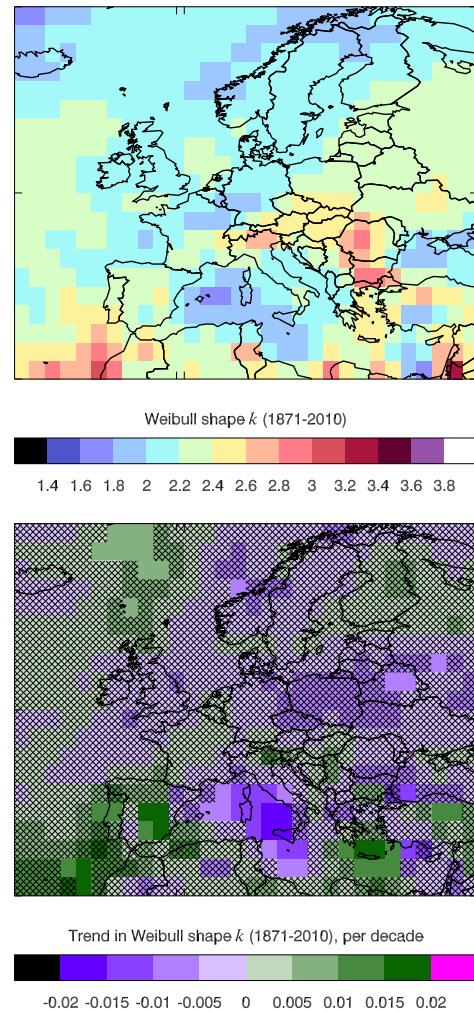 Weibull shape k (1871-2010)
1.4 1.6 1.8 2 2.2 2.4 2.6 2.8 3 3.2 3.4 3.6 3.8
Trend in Weibull shape k (1871-2010), per decade
-0.02 -0.015 -0.01 -0.005 0 0.005 0.01 0.015 0.02